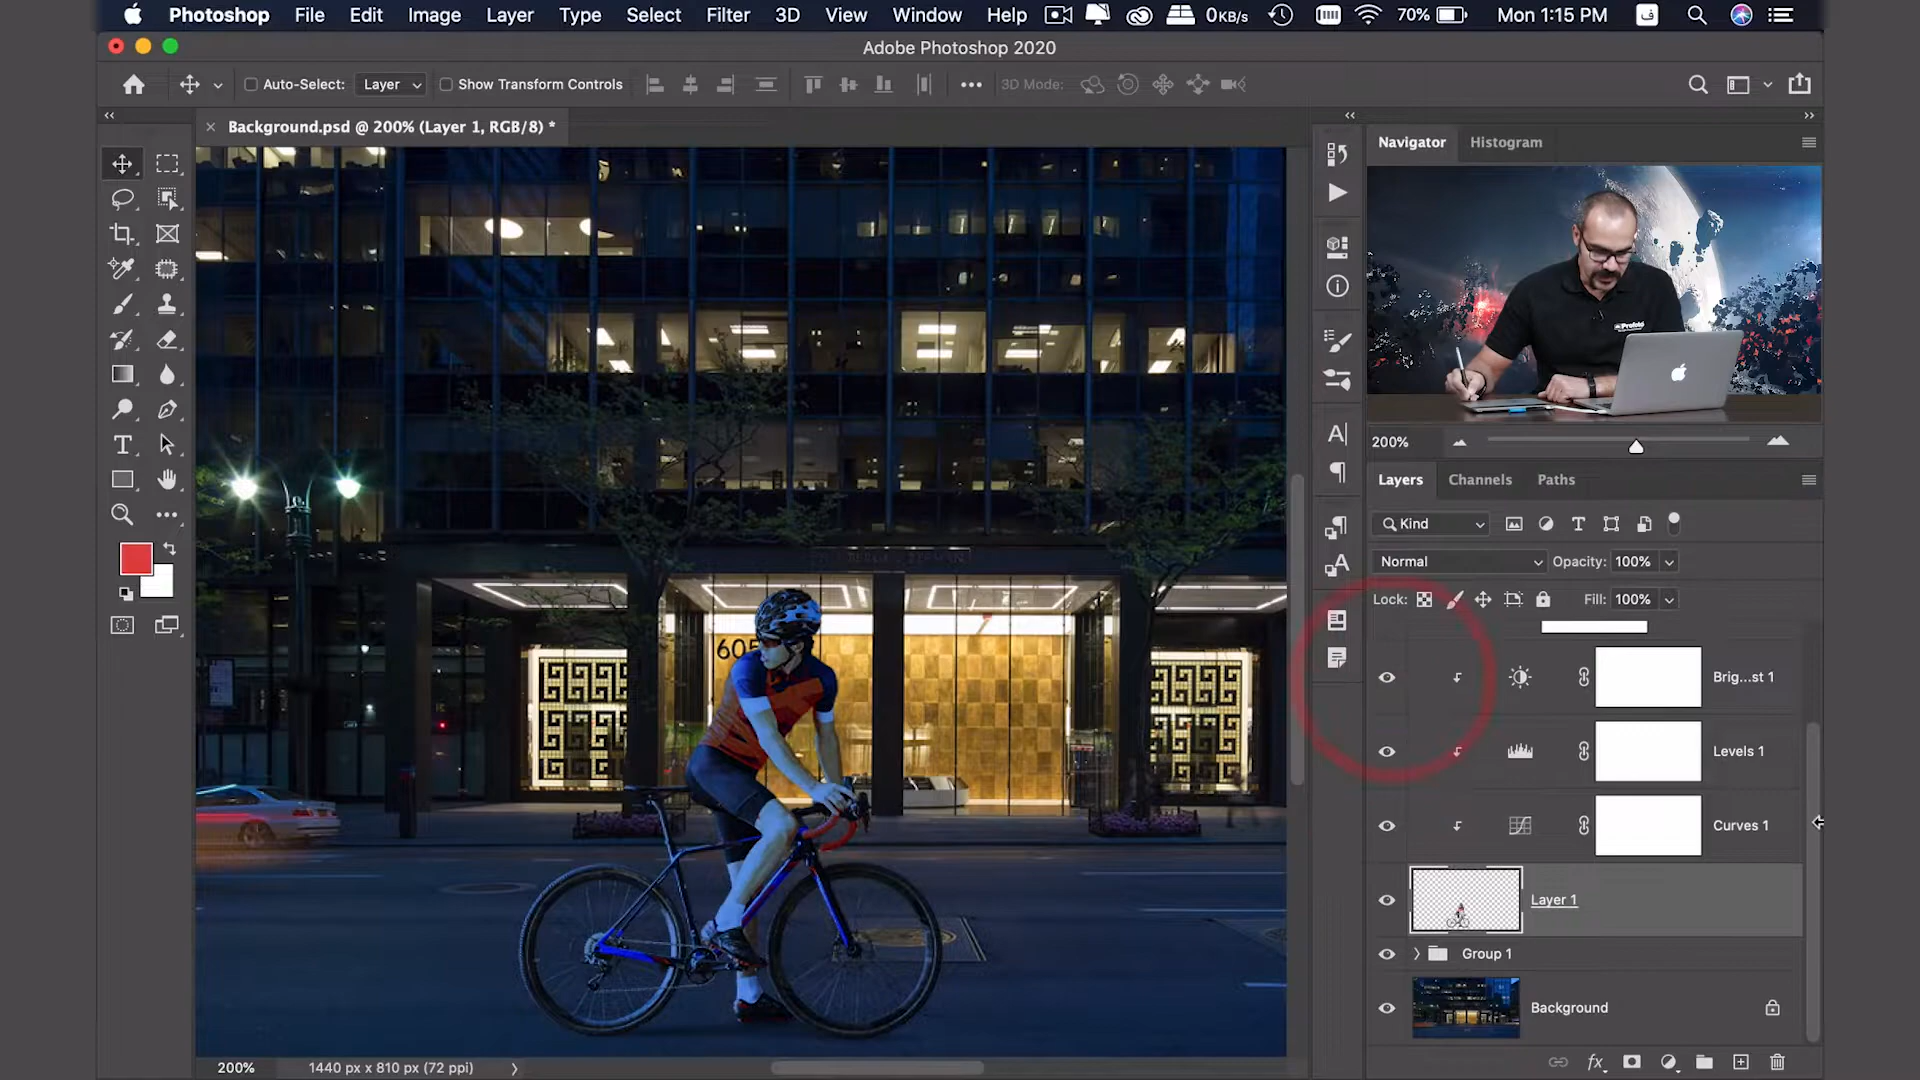 Photoshop File Edit Image Layer Type Select Filter 3D View Window Help 0KB/s 70% Mon 1:15 PM ف
Adobe Photoshop 2020
Auto-Select: Layer Show Transform Controls 3D Mode:
× Background.psd @ 200% (Layer 1, RGB/8) *
Navigator Histogram
605
Profoto
200%
Layers Channels Paths
Kind
Normal Opacity: 100%
Lock: Fill: 100%
Brig...st 1
Levels 1
Curves 1
Layer 1
Group 1
Background
200% 1440 px x 810 px (72 ppi)